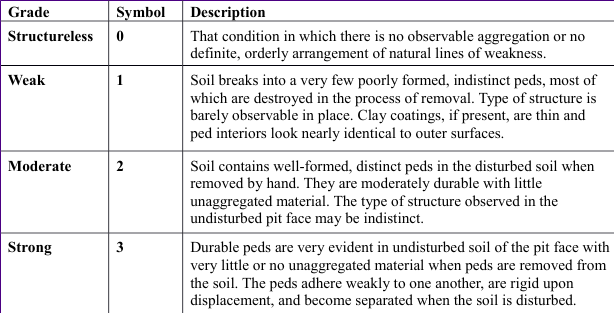 Grade Symbol Description
Structureless 0 That condition in which there is no observable aggregation or no
definite, orderly arrangement of natural lines of weakness.
Weak 1 Soil breaks into a very few poorly formed, indistinct peds, most of
which are destroyed in the process of removal. Type of structure is
barely observable in place. Clay coatings, if present, are thin and
ped interiors look nearly identical to outer surfaces.
Moderate 2 Soil contains well-formed, distinct peds in the disturbed soil when
removed by hand. They are moderately durable with little
unaggregated material. The type of structure observed in the
undisturbed pit face may be indistinct.
Strong 3 Durable peds are very evident in undisturbed soil of the pit face with
very little or no unaggregated material when peds are removed from
the soil. The peds adhere weakly to one another, are rigid upon
displacement, and become separated when the soil is disturbed.